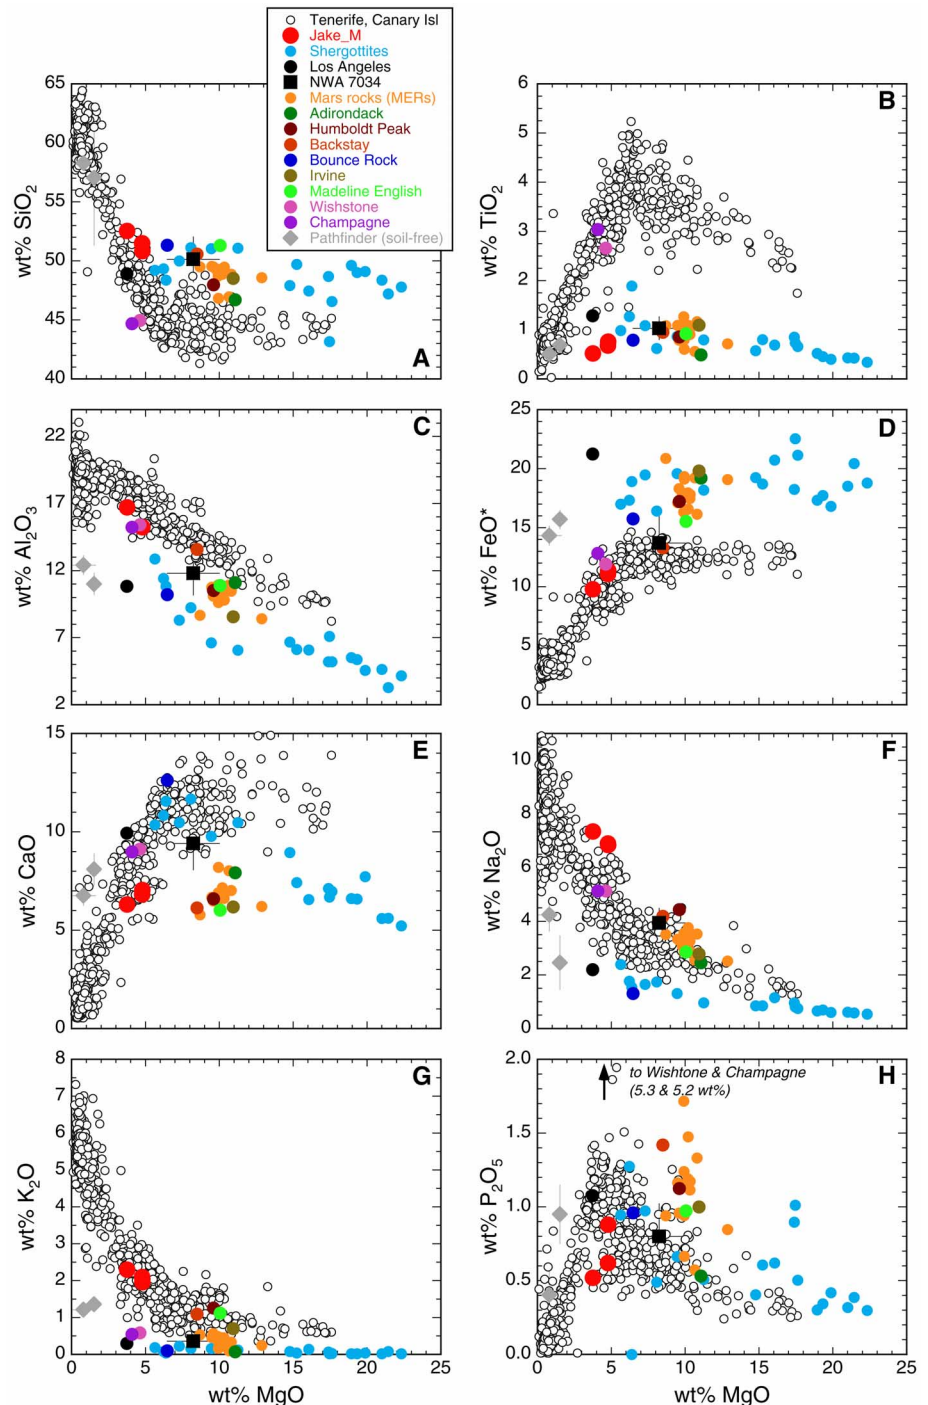 Tenerife, Canary Isl
Jake_M
Shergottites
Los Angeles
NWA 7034
Mars rocks (MERs)
Adirondack
Humboldt Peak
Backstay
Bounce Rock
Irvine
Madeline English
Wishstone
Champagne
Pathfinder (soil-free)
65
60
55
50
45
40
wt% SiO2
A
6
5
4
3
2
1
0
wt% TiO2
B
0 5 10 15 20 25
22
17
12
7
2
wt% Al2O3
C
25
20
15
10
5
0
wt% FeO*
D
15
10
5
0
wt% CaO
E
10
8
6
4
2
0
wt% Na2O
F
8
7
6
5
4
3
2
1
0
wt% K2O
G
0 5 10 15 20 25
wt% MgO
2.0
1.5
1.0
0.5
0.0
wt% P2O5
H
to Wishtone & Champagne
(5.3 & 5.2 wt%)
0 5 10 15 20 25
wt% MgO